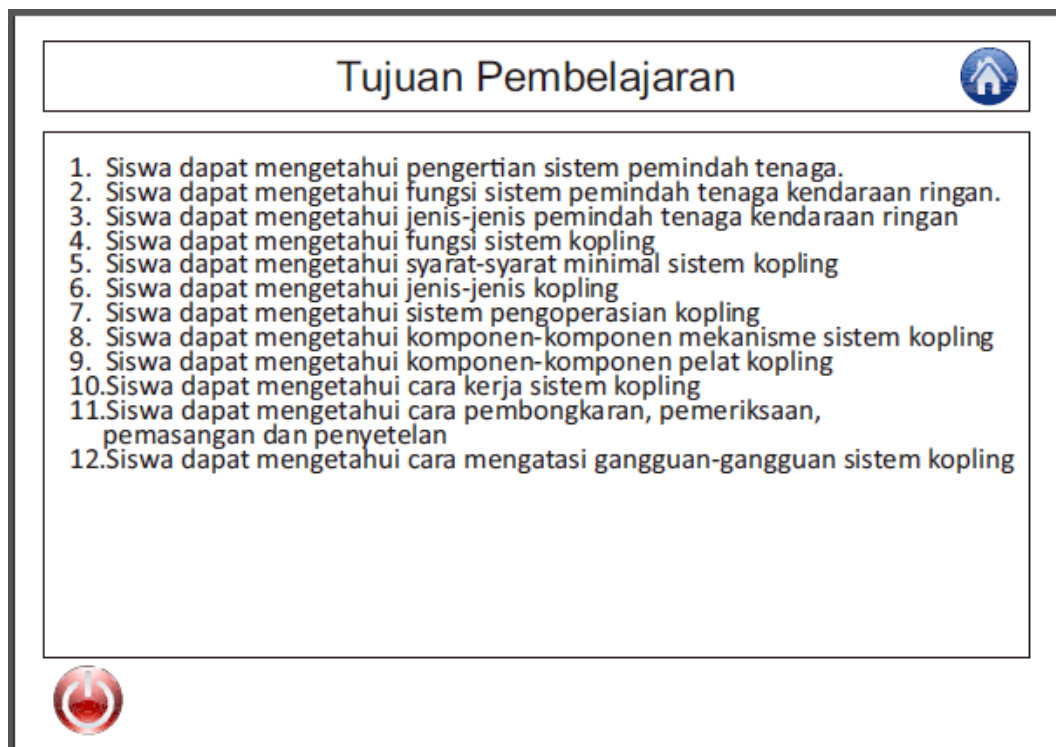 Tujuan Pembelajaran
1. Siswa dapat mengetahui pengertian sistem pemindah tenaga.
2. Siswa dapat mengetahui fungsi sistem pemindah tenaga kendaraan ringan.
3. Siswa dapat mengetahui jenis-jenis pemindah tenaga kendaraan ringan
4. Siswa dapat mengetahui fungsi sistem kopling
5. Siswa dapat mengetahui syarat-syarat minimal sistem kopling
6. Siswa dapat mengetahui jenis-jenis kopling
7. Siswa dapat mengetahui sistem pengoperasian kopling
8. Siswa dapat mengetahui komponen-komponen mekanisme sistem kopling
9. Siswa dapat mengetahui komponen-komponen pelat kopling
10.Siswa dapat mengetahui cara kerja sistem kopling
11.Siswa dapat mengetahui cara pembongkaran, pemeriksaan,
pemasangan dan penyetelan
12.Siswa dapat mengetahui cara mengatasi gangguan-gangguan sistem kopling